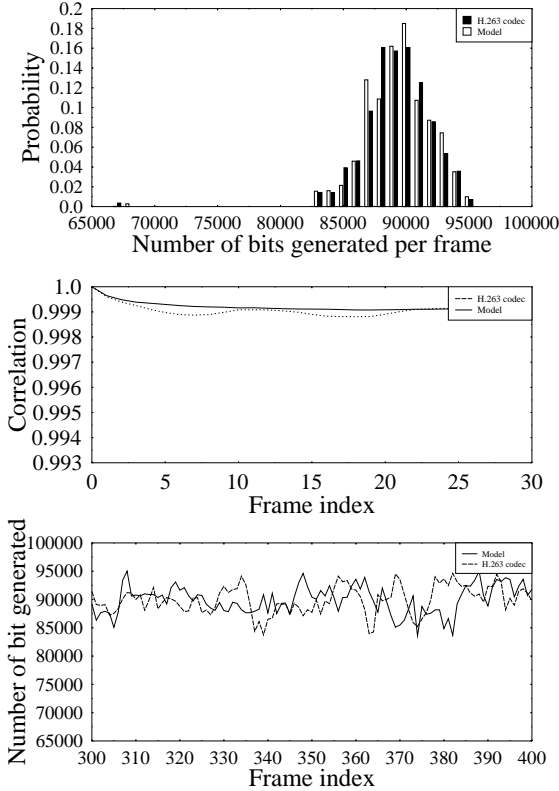 Probability
0.2
0.18
0.16
0.14
0.12
0.1
0.08
0.06
0.04
0.02
0.0
65000 70000 75000 80000 85000 90000 95000 100000
Number of bits generated per frame
H.263 codec
Model
Correlation
1.0
0.999
0.998
0.997
0.996
0.995
0.994
0.993
0 5 10 15 20 25 30
Frame index
H.263 codec
Model
Number of bit generated
100000
95000
90000
85000
80000
75000
70000
65000
300 310 320 330 340 350 360 370 380 390 400
Frame index
Model
H.263 codec